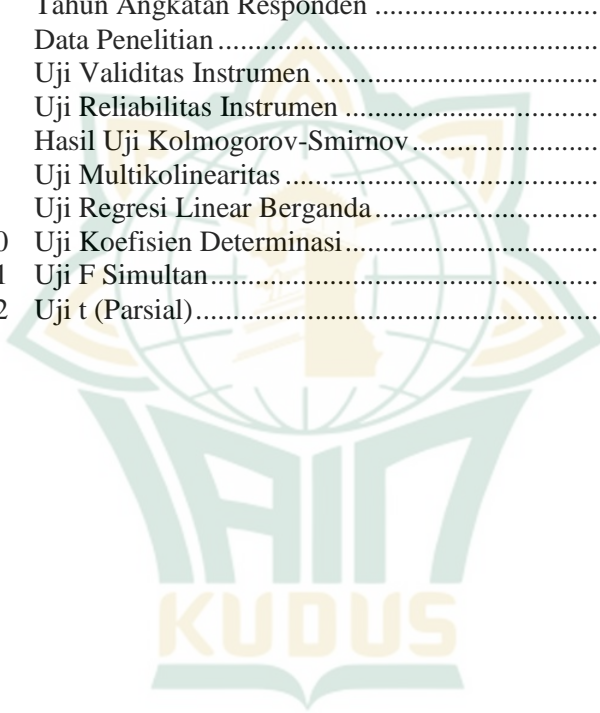 Tahun Angkatan Responden ................................
Data Penelitian .......................................................
Uji Validitas Instrumen .........................................
Uji Reliabilitas Instrumen .....................................
Hasil Uji Kolmogorov-Smirnov ...........................
Uji Multikolinearitas .............................................
Uji Regresi Linear Berganda.................................
0 Uji Koefisien Determinasi.....................................
1 Uji F Simultan.......................................................
2 Uji t (Parsial).........................................................
IAIN
KUDUS